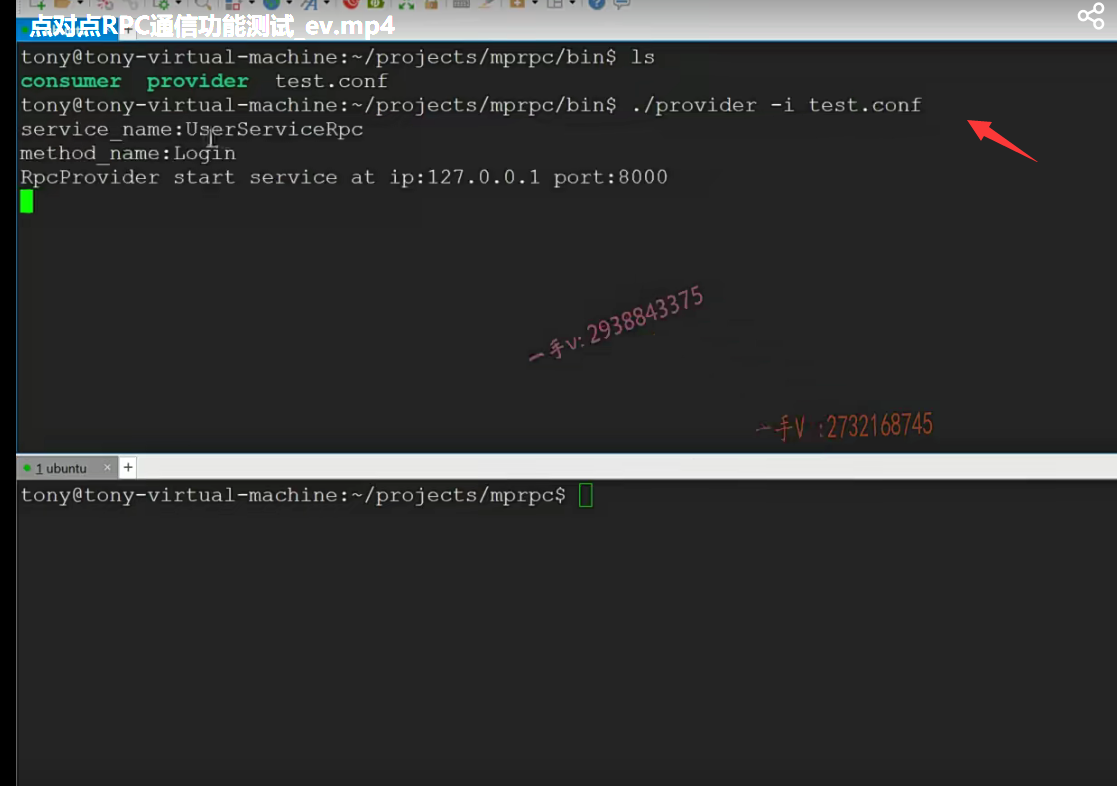 点对点RPC通信功能测试_ev.mp4
+
tony@tony-virtual-machine:~/projects/mprpc/bin$ ls
consumer provider test.conf
tony@tony-virtual-machine:~/projects/mprpc/bin$ ./provider -i test.conf
service_name:UserServiceRpc
method_name:Login
RpcProvider start service at ip:127.0.0.1 port:8000
一手v:2938843375
一手V :2732168745
1 ubuntu × +
tony@tony-virtual-machine:~/projects/mprpc$